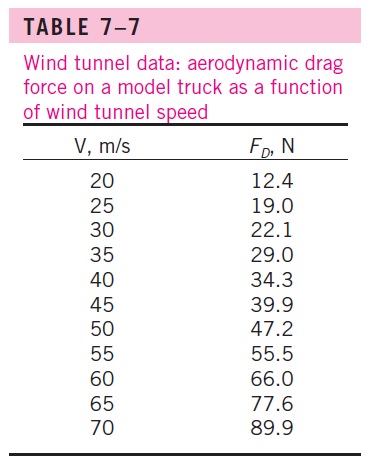 TABLE 7–7
Wind tunnel data: aerodynamic drag
force on a model truck as a function
of wind tunnel speed
V, m/s F_D, N
20 12.4
25 19.0
30 22.1
35 29.0
40 34.3
45 39.9
50 47.2
55 55.5
60 66.0
65 77.6
70 89.9